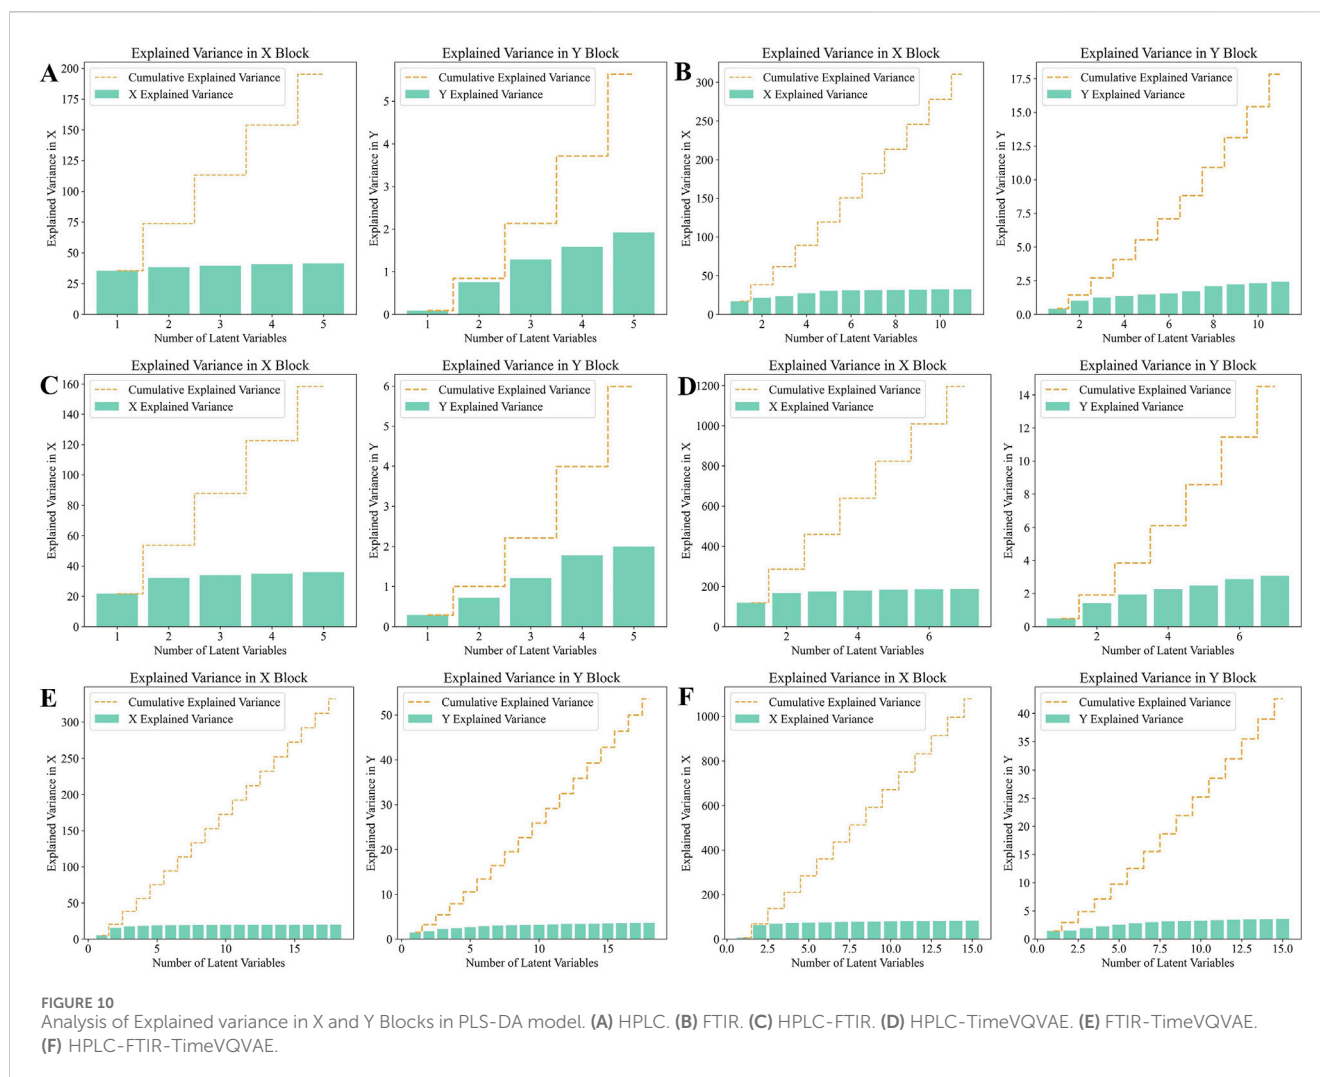 A
Explained Variance in X Block
Cumulative Explained Variance
X Explained Variance
Explained Variance in X
200
175
150
125
100
75
50
25
0
1 2 3 4 5
Number of Latent Variables
Explained Variance in Y Block
Cumulative Explained Variance
Y Explained Variance
Explained Variance in Y
5
4
3
2
1
0
1 2 3 4 5
Number of Latent Variables
B
Explained Variance in X Block
Cumulative Explained Variance
X Explained Variance
Explained Variance in X
300
250
200
150
100
50
0
2 4 6 8 10
Number of Latent Variables
Explained Variance in Y Block
Cumulative Explained Variance
Y Explained Variance
Explained Variance in Y
17.5
15.0
12.5
10.0
7.5
5.0
2.5
0.0
2 4 6 8 10
Number of Latent Variables
C
Explained Variance in X Block
Cumulative Explained Variance
X Explained Variance
Explained Variance in X
160
140
120
100
80
60
40
20
0
1 2 3 4 5
Number of Latent Variables
Explained Variance in Y Block
Cumulative Explained Variance
Y Explained Variance
Explained Variance in Y
6
5
4
3
2
1
0
1 2 3 4 5
Number of Latent Variables
D
Explained Variance in X Block
Cumulative Explained Variance
X Explained Variance
Explained Variance in X
1200
1000
800
600
400
200
0
2 4 6
Number of Latent Variables
Explained Variance in Y Block
Cumulative Explained Variance
Y Explained Variance
Explained Variance in Y
14
12
10
8
6
4
2
0
2 4 6
Number of Latent Variables
E
Explained Variance in X Block
Cumulative Explained Variance
X Explained Variance
Explained Variance in X
300
250
200
150
100
50
0
0 5 10 15
Number of Latent Variables
Explained Variance in Y Block
Cumulative Explained Variance
Y Explained Variance
Explained Variance in Y
50
40
30
20
10
0
0 5 10 15
Number of Latent Variables
F
Explained Variance in X Block
Cumulative Explained Variance
X Explained Variance
Explained Variance in X
1000
800
600
400
200
0
0.0 2.5 5.0 7.5 10.0 12.5 15.0
Number of Latent Variables
Explained Variance in Y Block
Cumulative Explained Variance
Y Explained Variance
Explained Variance in Y
40
35
30
25
20
15
10
5
0
0.0 2.5 5.0 7.5 10.0 12.5 15.0
Number of Latent Variables
FIGURE 10
Analysis of Explained variance in X and Y Blocks in PLS-DA model. (A) HPLC. (B) FTIR. (C) HPLC-FTIR. (D) HPLC-TimeVQVAE. (E) FTIR-TimeVQVAE.
(F) HPLC-FTIR-TimeVQVAE.